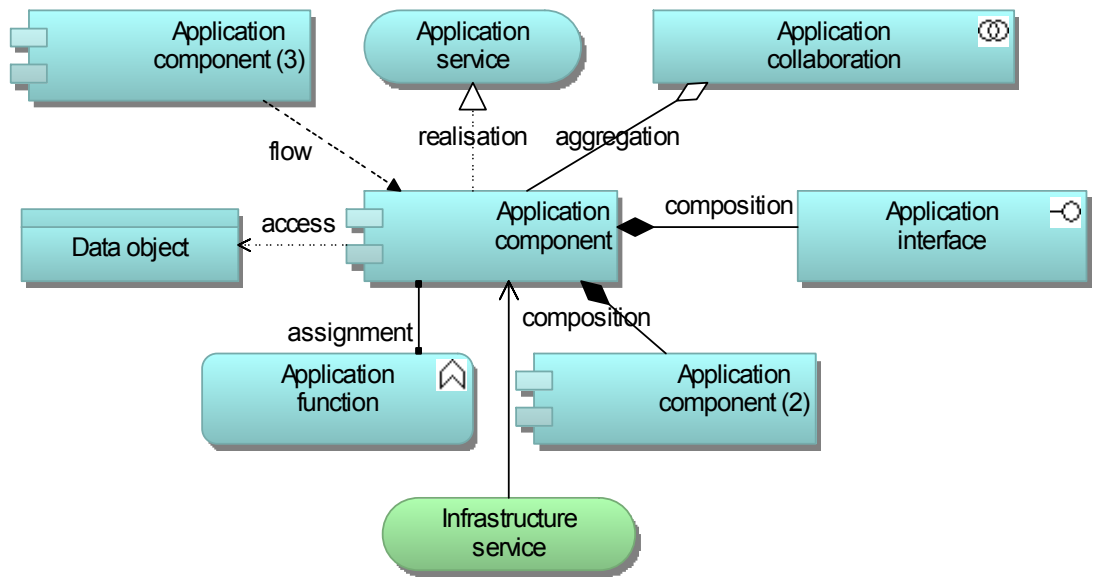 Application
component (3)
Application
service
Application
collaboration
realisation
aggregation
flow
Data object
access
Application
component
composition
Application
interface
assignment
composition
Application
function
Application
component (2)
Infrastructure
service